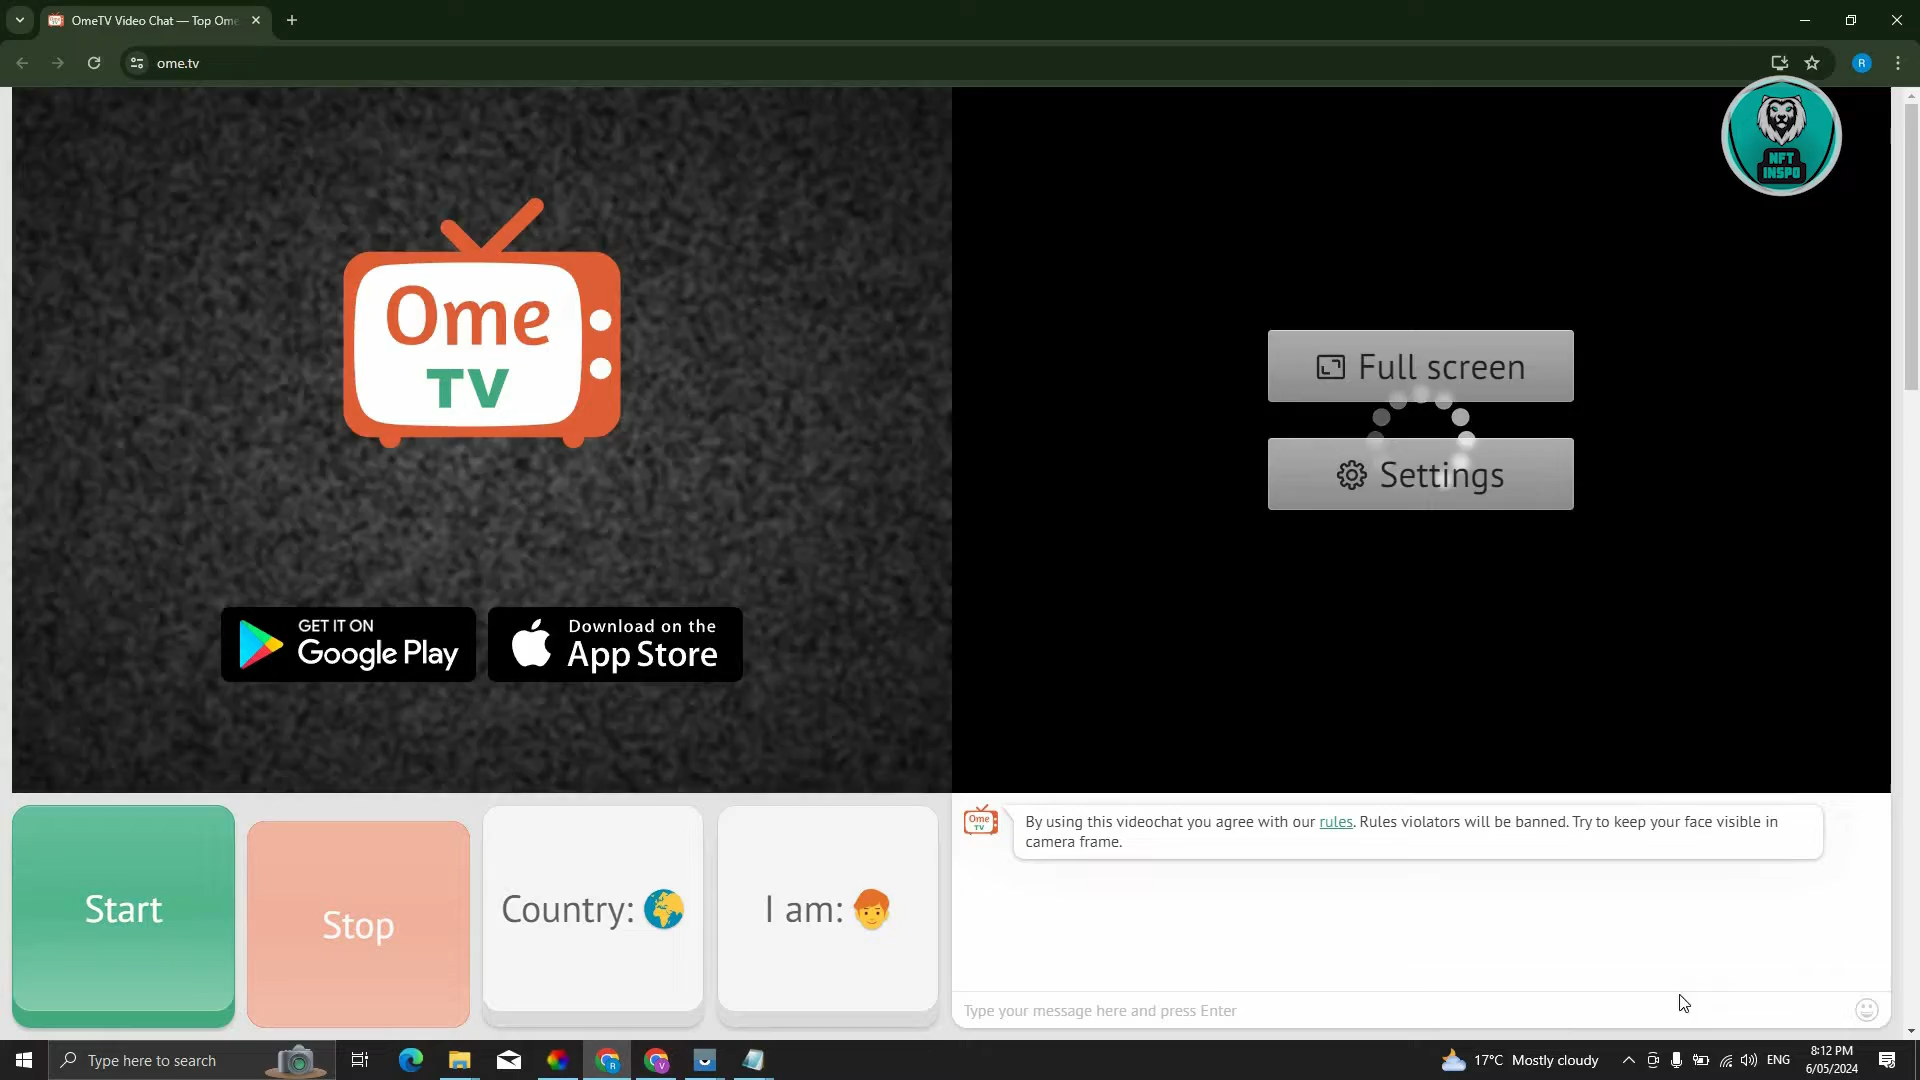 OmeTV Video Chat — Top Ome
ome.tv
R
NFT
INSPO
Ome
TV
Full screen
Settings
GET IT ON
Google Play
Download on the
App Store
Start
Stop
Country:
I am:
Ome
TV
By using this videochat you agree with our rules. Rules violators will be banned. Try to keep your face visible in
camera frame.
Type your message here and press Enter
Type here to search
R
V
17°C Mostly cloudy
ENG
8:12 PM
6/05/2024